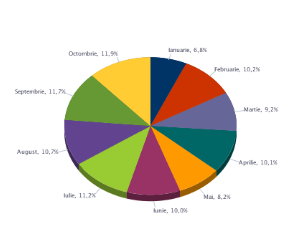 Ianuarie, 6,8%
Februarie, 10,2%
Martie, 9,2%
Aprilie, 10,1%
Mai, 8,2%
Iunie, 10,0%
Iulie, 11,2%
August, 10,7%
Septembrie, 11,7%
Octombrie, 11,9%